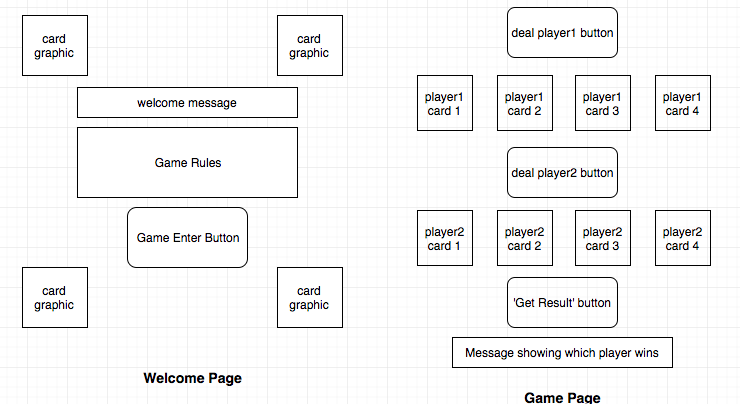 card
graphic
card
graphic
welcome message
Game Rules
Game Enter Button
card
graphic
card
graphic
Welcome Page
deal player1 button
player1
card 1
player1
card 2
player1
card 3
player1
card 4
deal player2 button
player2
card 1
player2
card 2
player2
card 3
player2
card 4
'Get Result' button
Message showing which player wins
Game Page